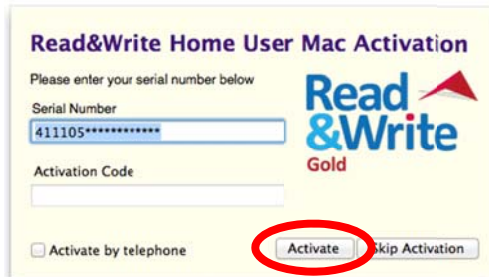 Read&Write Home User Mac Activation
Please enter your serial number below
Serial Number
411105************
Activation Code
Read
&Write
Gold
Activate by telephone
Activate
Skip Activation